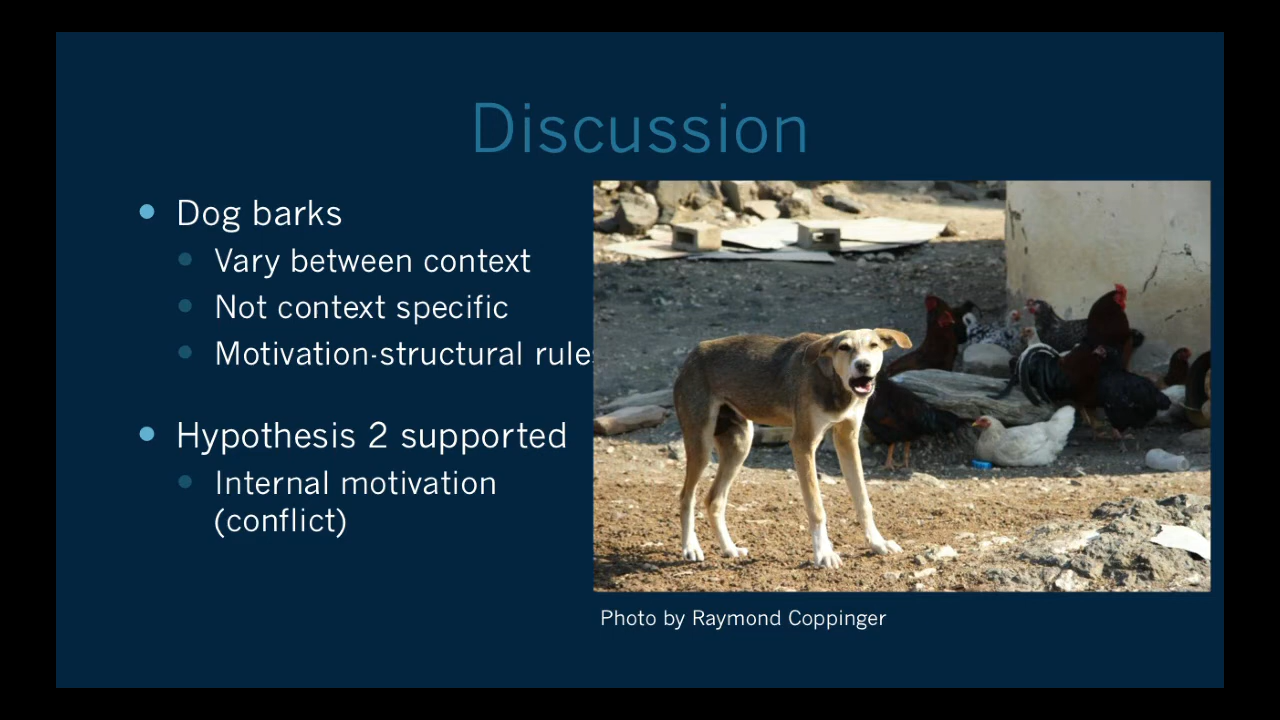 Discussion
Dog barks
Vary between context
Not context specific
Motivation-structural rules
Hypothesis 2 supported
Internal motivation
(conflict)
Photo by Raymond Coppinger